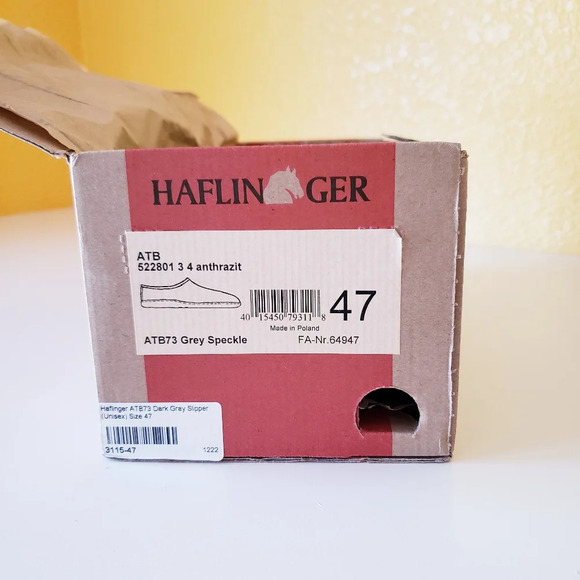 HAFLINGER
ATB
522801 3 4 anthrazit
47
40 15450 79311 8
Made in Poland
ATB73 Grey Speckle
FA-Nr.64947
Haflinger ATB73 Dark Gray Slipper
(Unisex) Size 47
3115-47
1222